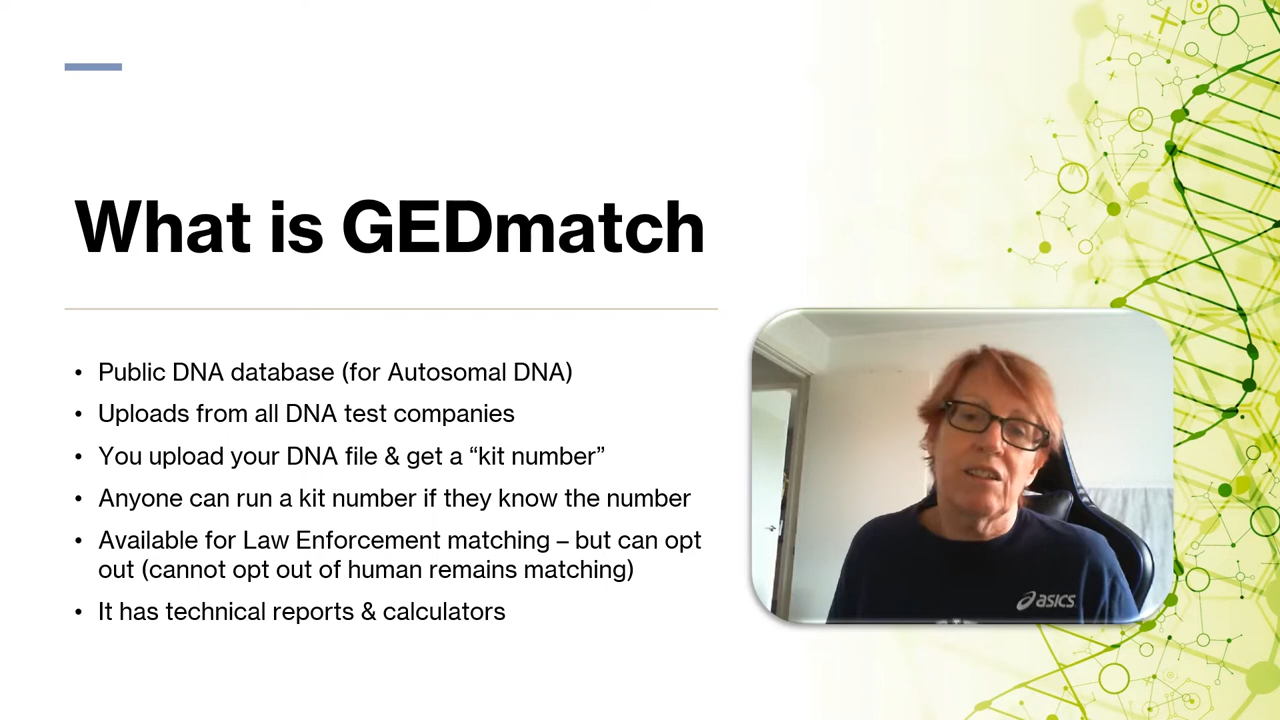 What is GEDmatch
• Public DNA database (for Autosomal DNA)
• Uploads from all DNA test companies
• You upload your DNA file & get a “kit number”
• Anyone can run a kit number if they know the number
• Available for Law Enforcement matching – but can opt
out (cannot opt out of human remains matching)
• It has technical reports & calculators
asics